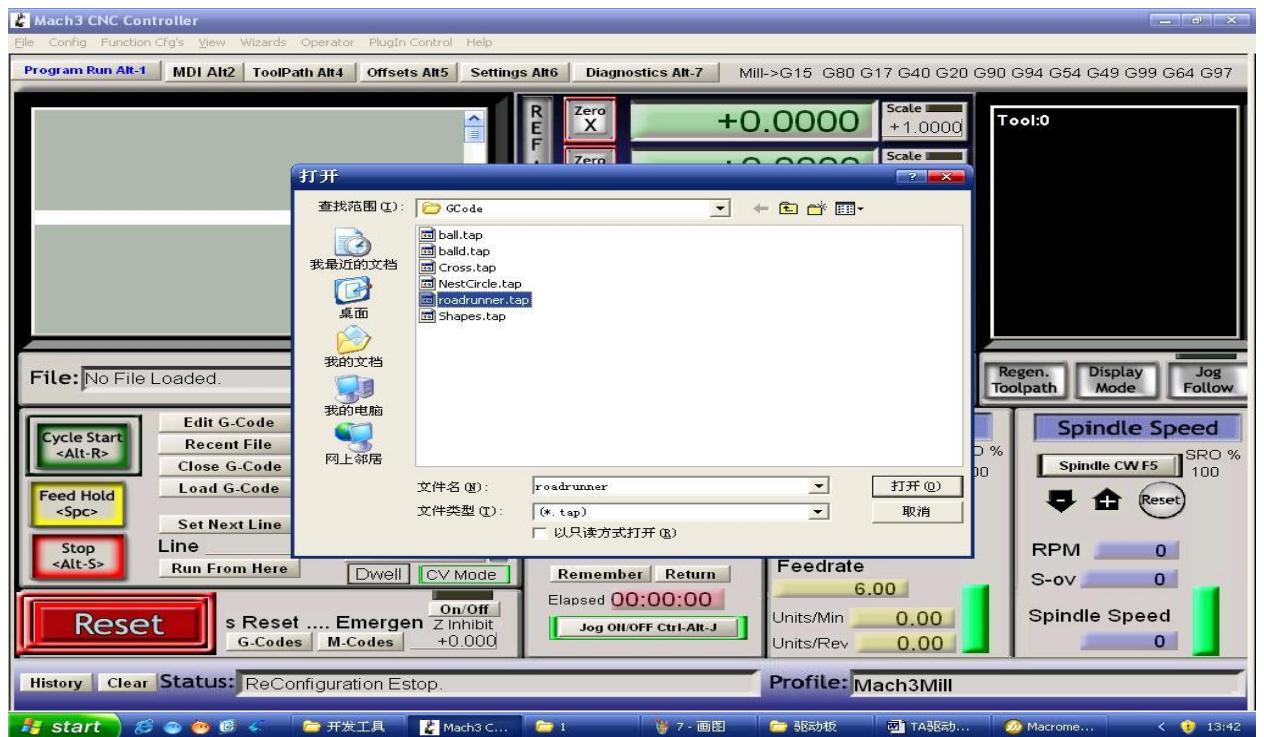 Mach3 CNC Controller
File Config Function Cfg's View Wizards Operator PlugIn Control Help
Program Run Alt-1 MDI Alt2 ToolPath Alt4 Offsets Alt5 Settings Alt6 Diagnostics Alt-7 Mill->G15 G80 G17 G40 G20 G90 G94 G54 G49 G99 G64 G97
REF
Zero X
+0.0000
Scale
+1.0000
Tool:0
Zero
Scale
打开
查找范围(I):
GCode
我最近的文档
桌面
我的文档
我的电脑
网上邻居
ball.tap
balld.tap
Cross.tap
NestCircle.tap
roadrunner.tap
Shapes.tap
文件名(N):
roadrunner
打开(O)
文件类型(T):
(*.tap)
取消
以只读方式打开(R)
File: No File Loaded.
Regen. Toolpath
Display Mode
Jog Follow
Cycle Start
<Alt-R>
Feed Hold
<Spc>
Stop
<Alt-S>
Edit G-Code
Recent File
Close G-Code
Load G-Code
Set Next Line
Line
Run From Here
Dwell
CV Mode
Reset
s Reset .... Emergen
G-Codes
M-Codes
On/Off
Z Inhibit
+0.000
Remember
Return
Elapsed 00:00:00
Jog ON/OFF Ctrl-Alt-J
Feedrate
6.00
Units/Min 0.00
Units/Rev 0.00
Spindle Speed
Spindle CW F5
SRO %
100
Reset
RPM 0
S-ov 0
Spindle Speed
0
History
Clear
Status: ReConfiguration Estop.
Profile: Mach3Mill
start
开发工具
Mach3 C...
1
7 - 画图
驱动板
TA驱动...
Macrome...
13:42